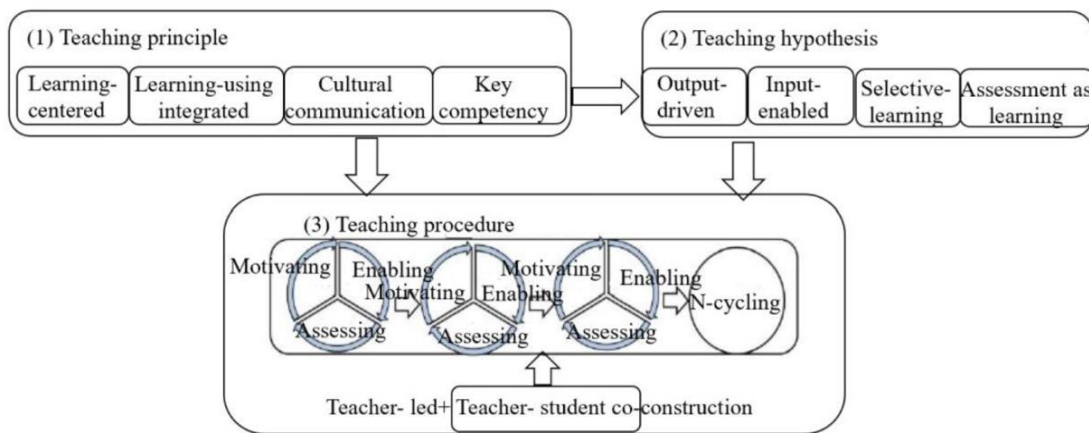 (1) Teaching principle
Learning-
centered
Learning-using
integrated
Cultural
communication
Key
competency
(2) Teaching hypothesis
Output-
driven
Input-
enabled
Selective-
learning
Assessment as
learning
(3) Teaching procedure
Motivating
Enabling
Assessing
Motivating
Enabling
Assessing
Motivating
Enabling
Assessing
N-cycling
Teacher- led+ Teacher- student co-construction